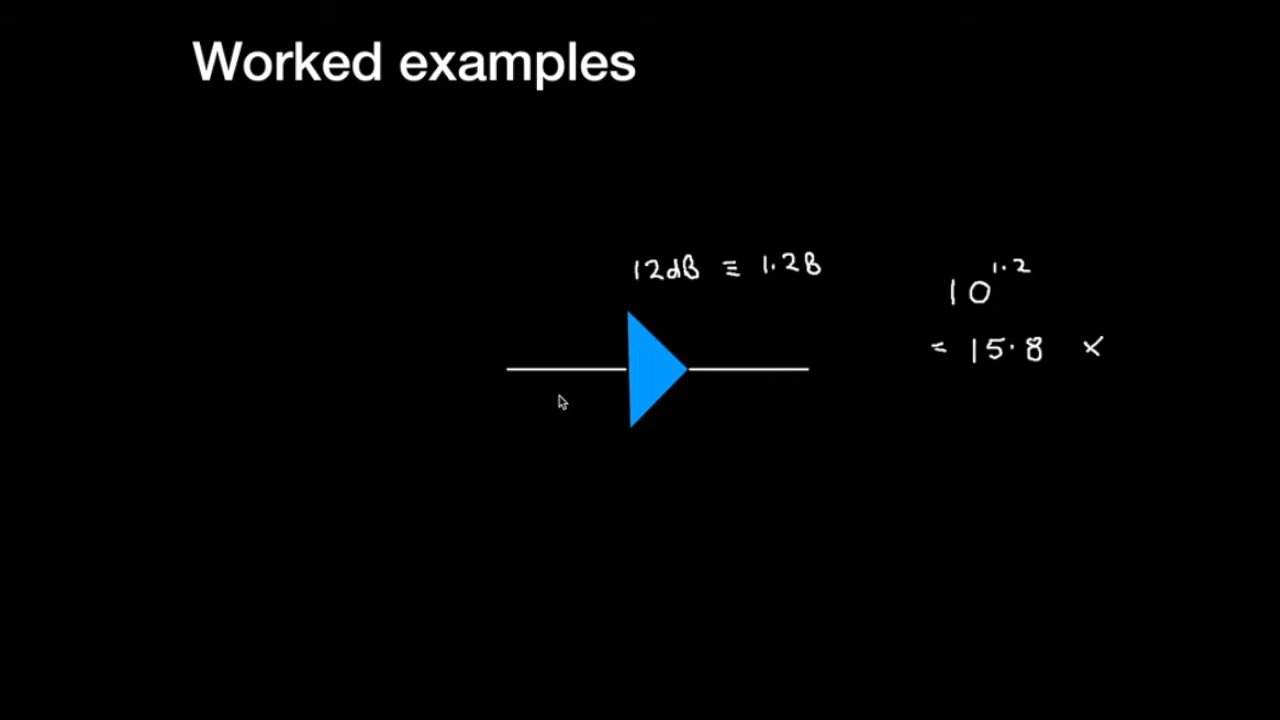 Worked examples
12dB ≡ 1.2B
10^1.2
= 15.8 ×